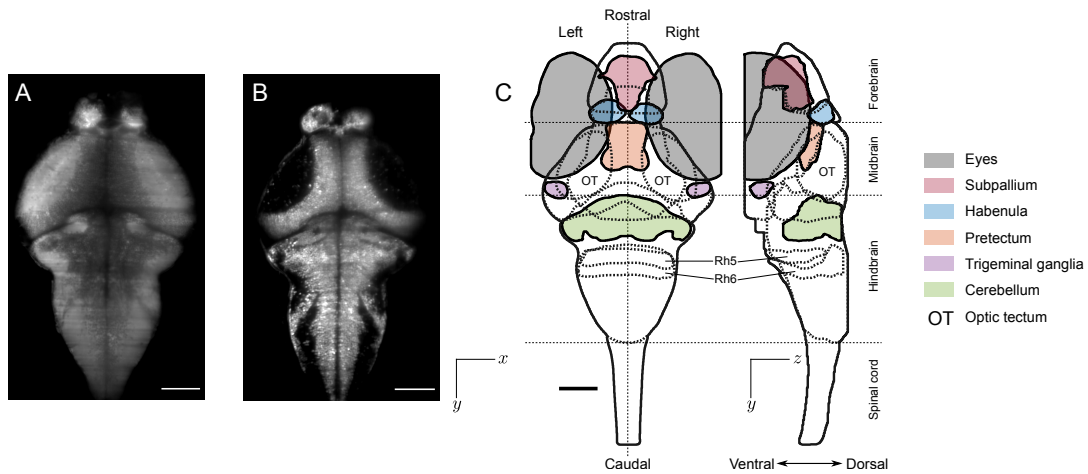 A
B
C
Rostral
Left
Right
OT
OT
Rh5
Rh6
Caudal
x
y
OT
z
y
Ventral
Dorsal
Forebrain
Midbrain
Hindbrain
Spinal cord
Eyes
Subpallium
Habenula
Pretectum
Trigeminal ganglia
Cerebellum
OT Optic tectum